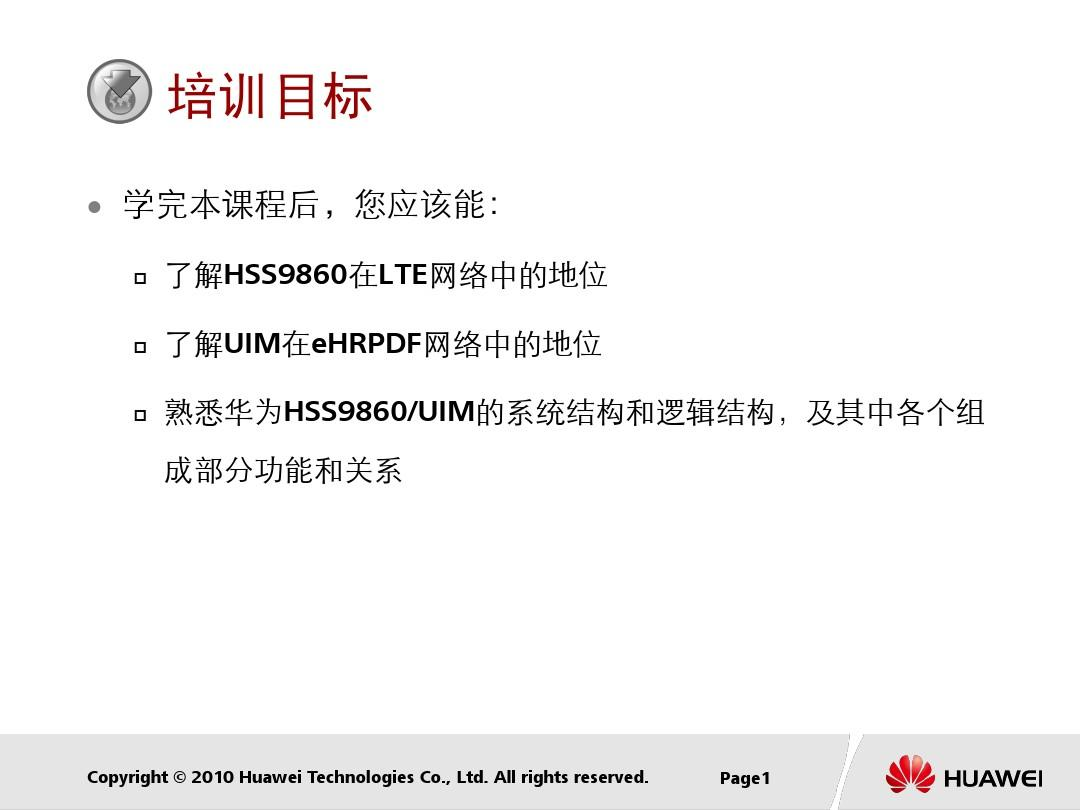 培训目标
● 学完本课程后，您应该能：
了解HSS9860在LTE网络中的地位
了解UIM在eHRPDF网络中的地位
熟悉华为HSS9860/UIM的系统结构和逻辑结构，及其中各个组
成部分功能和关系
Copyright © 2010 Huawei Technologies Co., Ltd. All rights reserved.
Page1
HUAWEI